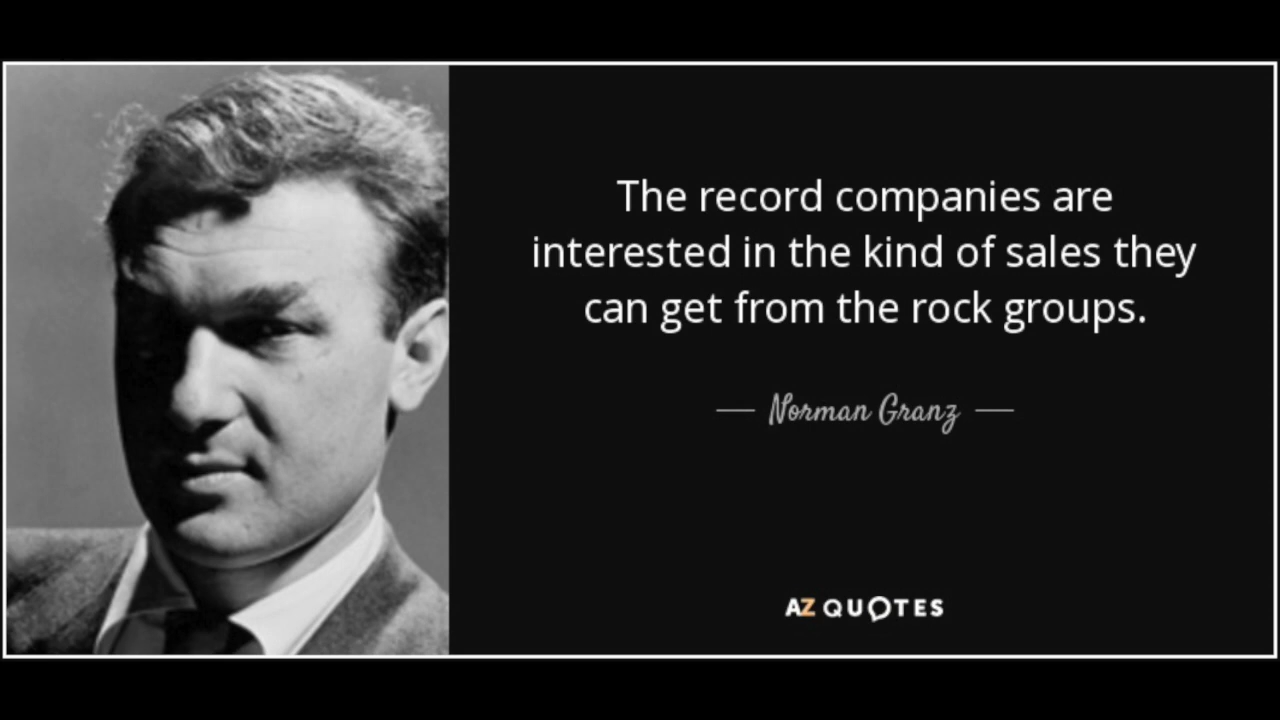 The record companies are
interested in the kind of sales they
can get from the rock groups.
Norman Granz
AZ QUOTES